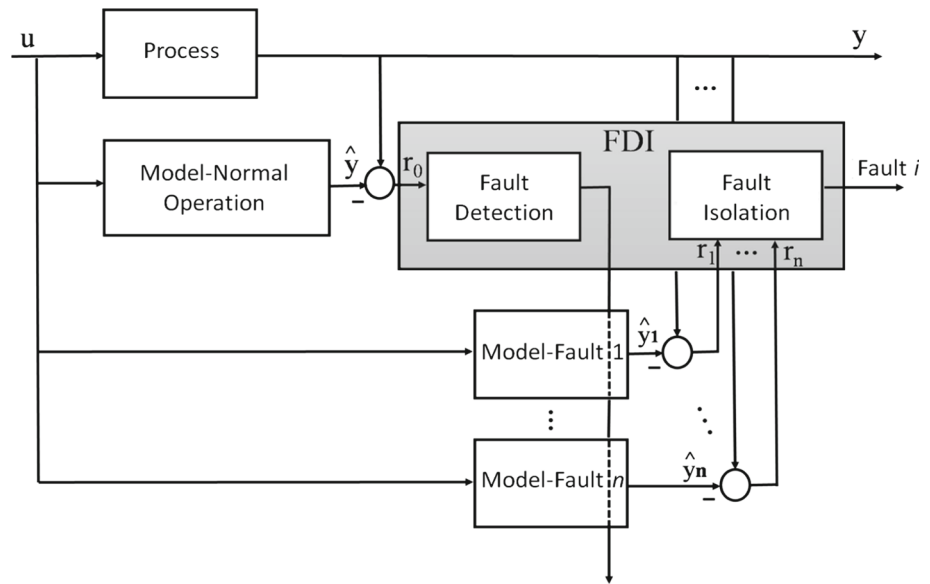 u
Process
y
...
FDI
Model-Normal
Operation
ŷ
–
r₀
Fault
Detection
Fault
Isolation
Fault i
r₁ ... rₙ
Model-Fault 1
ŷ1
–
⋮
⋱
Model-Fault n
ŷn
–